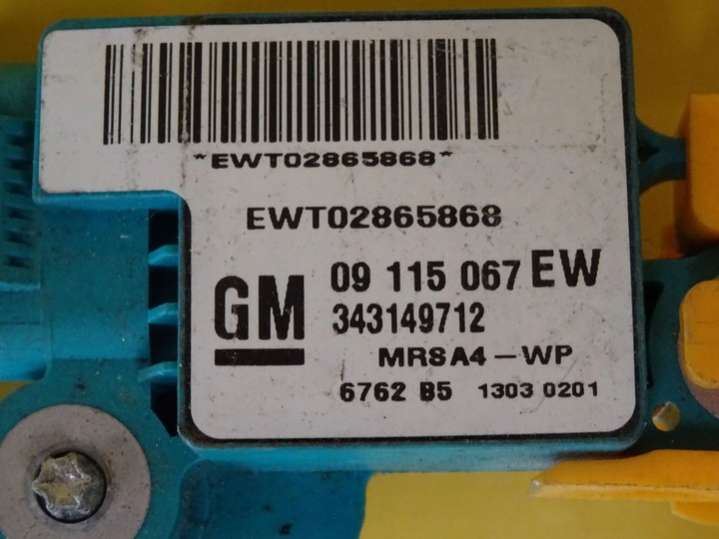 *EWT02865868*
EWT02865868
GM 09 115 067 EW
343149712
MRSA4-WP
6762 B5 1303 0201